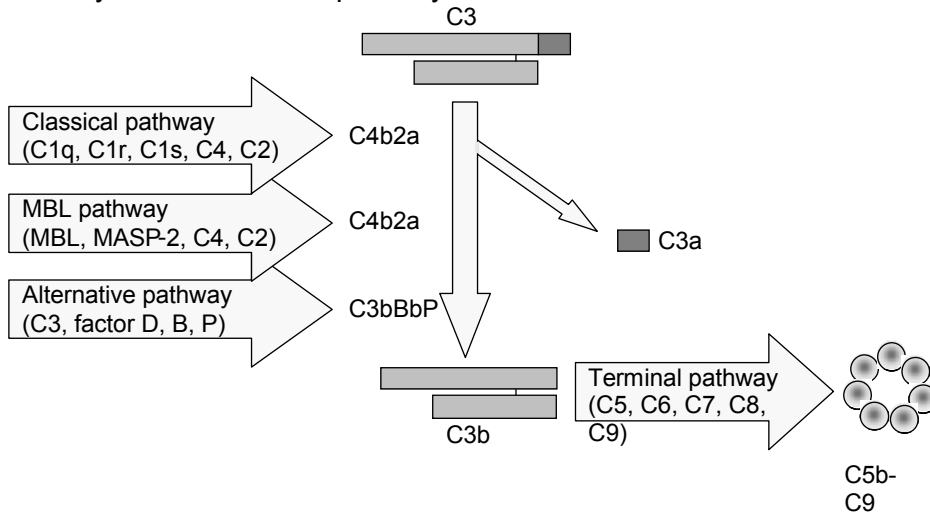 C3
Classical pathway
(C1q, C1r, C1s, C4, C2)
C4b2a
MBL pathway
(MBL, MASP-2, C4, C2)
C4b2a
C3a
Alternative pathway
(C3, factor D, B, P)
C3bBbP
Terminal pathway
(C5, C6, C7, C8,
C9)
C3b
C5b-
C9